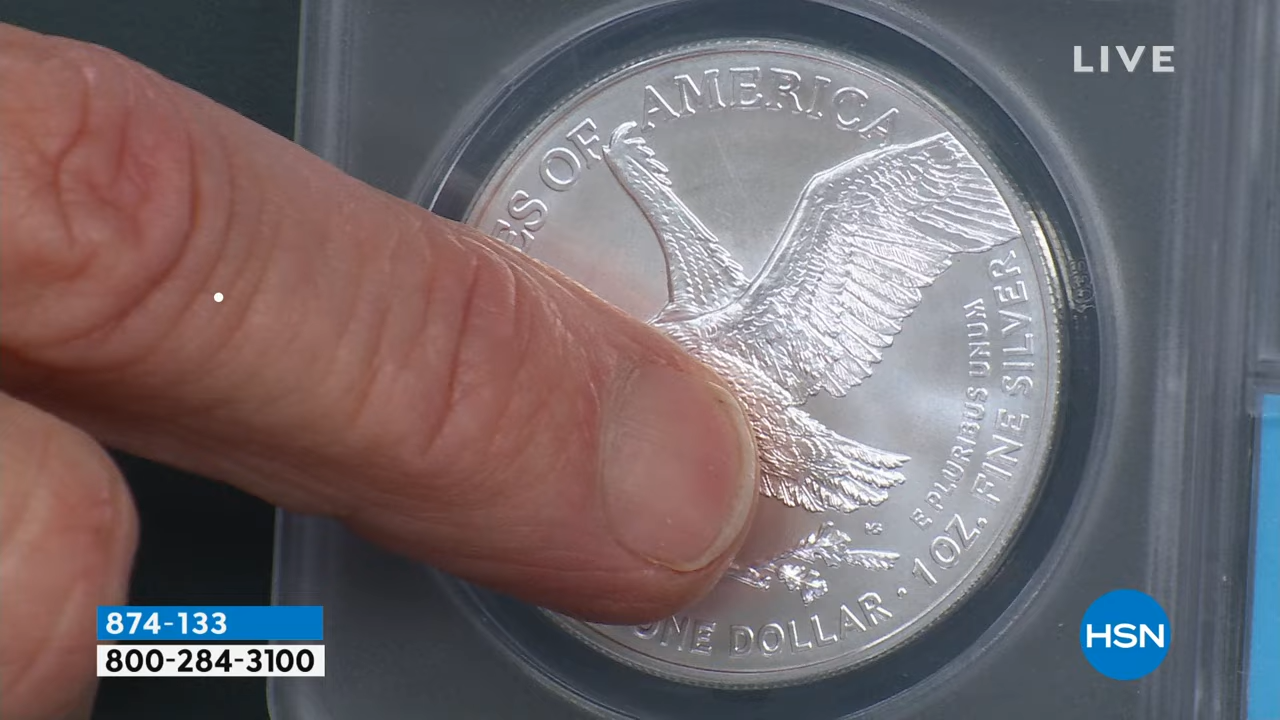 LIVE
ES OF AMERICA
E PLURIBUS UNUM
ONE DOLLAR · 1 OZ. FINE SILVER
874-133
800-284-3100
HSN